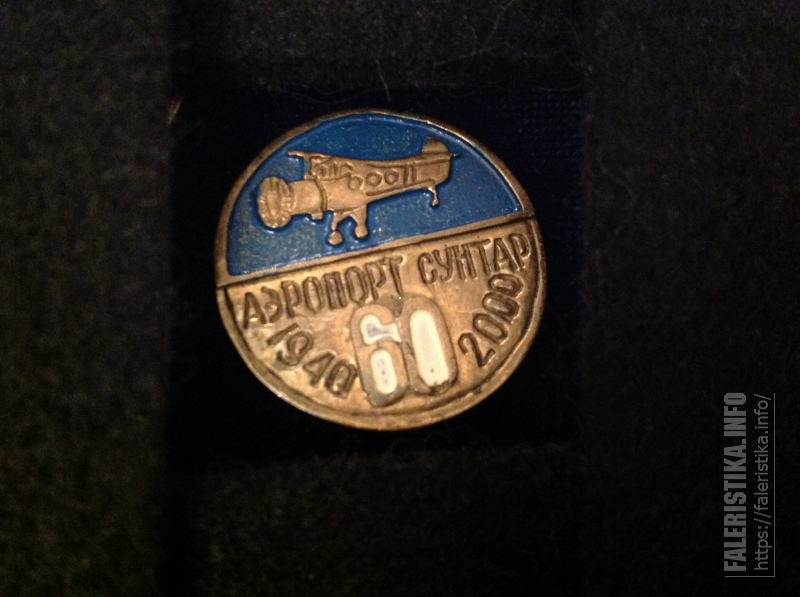 АЭРОПОРТ СУНТАР
1940 60 2000
FALERISTIKA.INFO
https://faleristika.info/